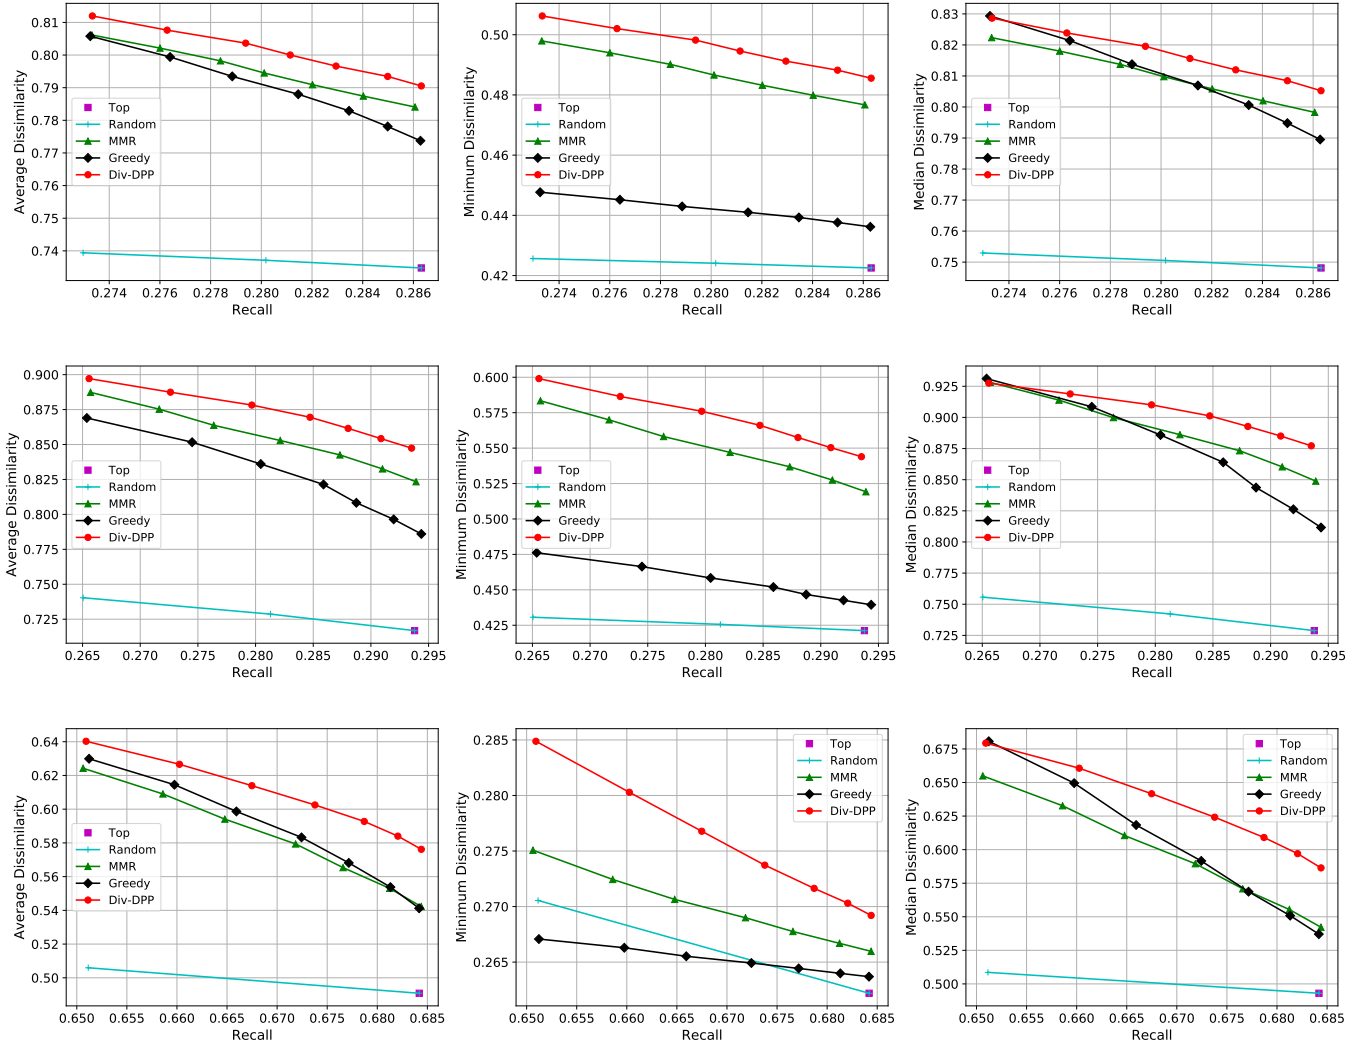 Average Dissimilarity
0.81
0.80
0.79
0.78
0.77
0.76
0.75
0.74
Top
Random
MMR
Greedy
Div-DPP
0.274 0.276 0.278 0.280 0.282 0.284 0.286
Recall
Minimum Dissimilarity
0.50
0.48
0.46
0.44
0.42
Top
Random
MMR
Greedy
Div-DPP
0.274 0.276 0.278 0.280 0.282 0.284 0.286
Recall
Median Dissimilarity
0.83
0.82
0.81
0.80
0.79
0.78
0.77
0.76
0.75
Top
Random
MMR
Greedy
Div-DPP
0.274 0.276 0.278 0.280 0.282 0.284 0.286
Recall
Average Dissimilarity
0.900
0.875
0.850
0.825
0.800
0.775
0.750
0.725
Top
Random
MMR
Greedy
Div-DPP
0.265 0.270 0.275 0.280 0.285 0.290 0.295
Recall
Minimum Dissimilarity
0.600
0.575
0.550
0.525
0.500
0.475
0.450
0.425
Top
Random
MMR
Greedy
Div-DPP
0.265 0.270 0.275 0.280 0.285 0.290 0.295
Recall
Median Dissimilarity
0.925
0.900
0.875
0.850
0.825
0.800
0.775
0.750
0.725
Top
Random
MMR
Greedy
Div-DPP
0.265 0.270 0.275 0.280 0.285 0.290 0.295
Recall
Average Dissimilarity
0.64
0.62
0.60
0.58
0.56
0.54
0.52
0.50
Top
Random
MMR
Greedy
Div-DPP
0.650 0.655 0.660 0.665 0.670 0.675 0.680 0.685
Recall
Minimum Dissimilarity
0.285
0.280
0.275
0.270
0.265
Top
Random
MMR
Greedy
Div-DPP
0.650 0.655 0.660 0.665 0.670 0.675 0.680 0.685
Recall
Median Dissimilarity
0.675
0.650
0.625
0.600
0.575
0.550
0.525
0.500
Top
Random
MMR
Greedy
Div-DPP
0.650 0.655 0.660 0.665 0.670 0.675 0.680 0.685
Recall